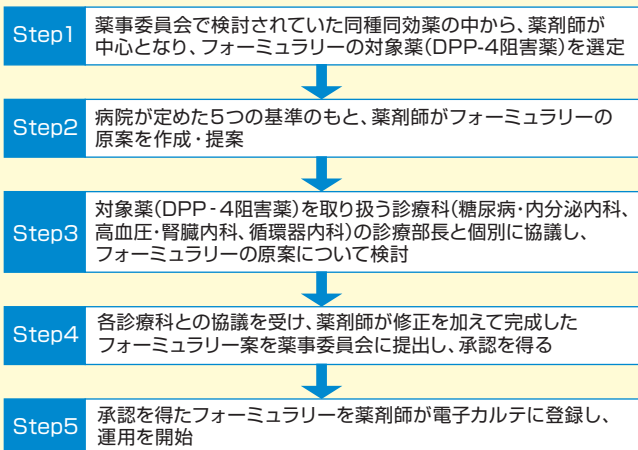 Step1
薬事委員会で検討されていた同種同効薬の中から、薬剤師が
中心となり、フォーミュラリーの対象薬(DPP-4阻害薬)を選定
Step2
病院が定めた5つの基準のもと、薬剤師がフォーミュラリーの
原案を作成・提案
Step3
対象薬(DPP-4阻害薬)を取り扱う診療科(糖尿病・内分泌内科、
高血圧・腎臓内科、循環器内科)の診療部長と個別に協議し、
フォーミュラリーの原案について検討
Step4
各診療科との協議を受け、薬剤師が修正を加えて完成した
フォーミュラリー案を薬事委員会に提出し、承認を得る
Step5
承認を得たフォーミュラリーを薬剤師が電子カルテに登録し、
運用を開始